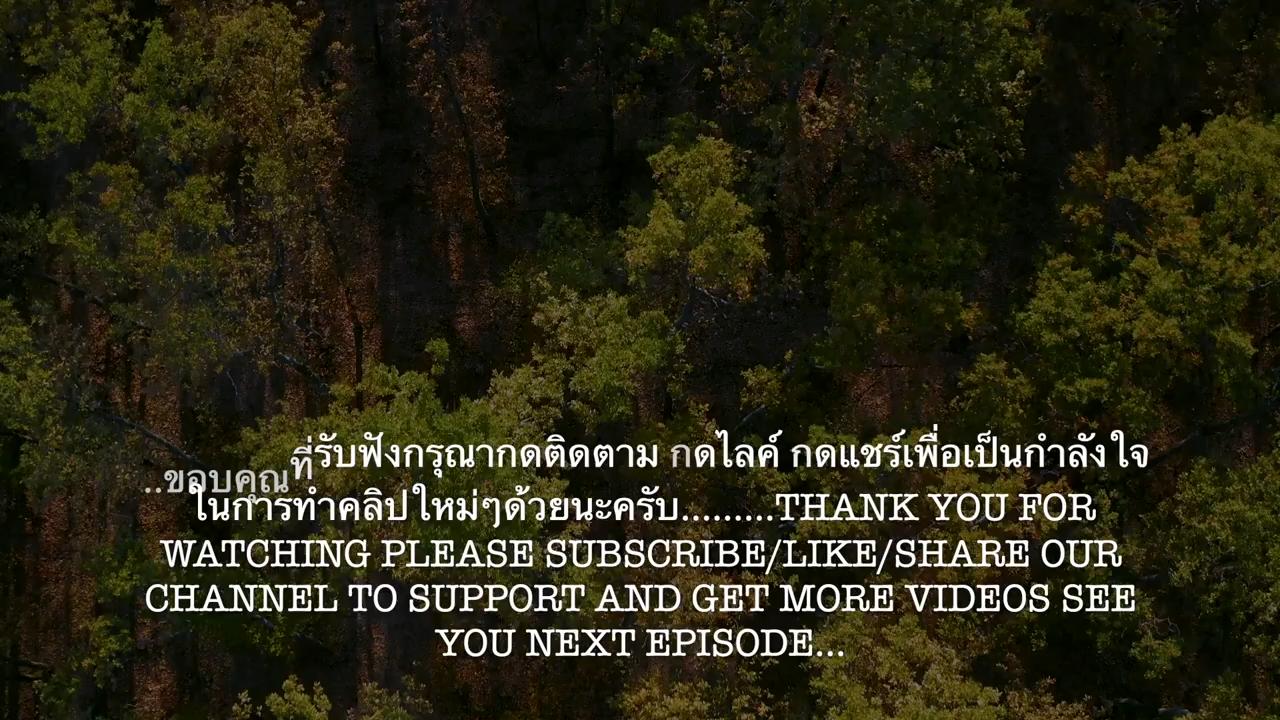 ..ขอบคุณที่รับฟังกรุณากดติดตาม กดไลค์ กดแชร์เพื่อเป็นกำลังใจ
ในการทำคลิปใหม่ๆด้วยนะครับ.........THANK YOU FOR
WATCHING PLEASE SUBSCRIBE/LIKE/SHARE OUR
CHANNEL TO SUPPORT AND GET MORE VIDEOS SEE
YOU NEXT EPISODE...